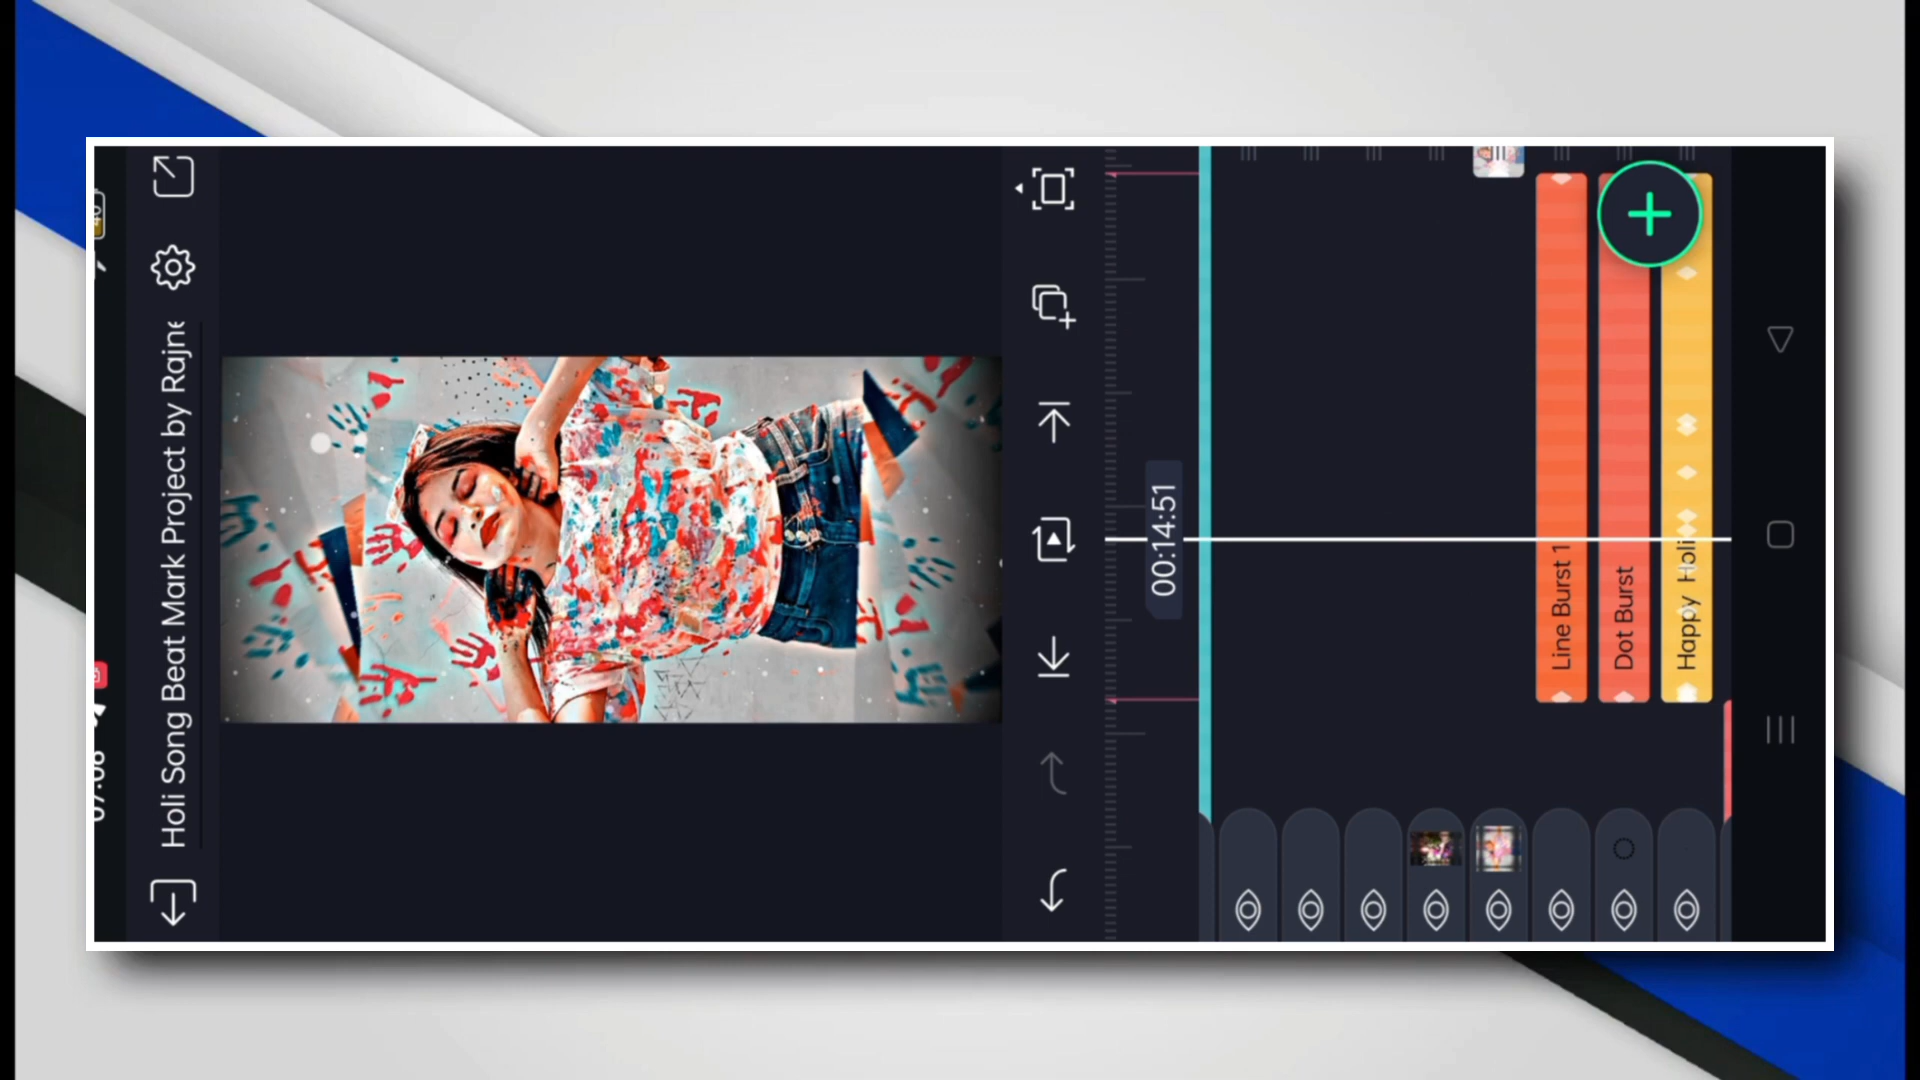 Holi Song Beat Mark Project by Rajne
00:14:51
Line Burst 1
Dot Burst
Happy Holi